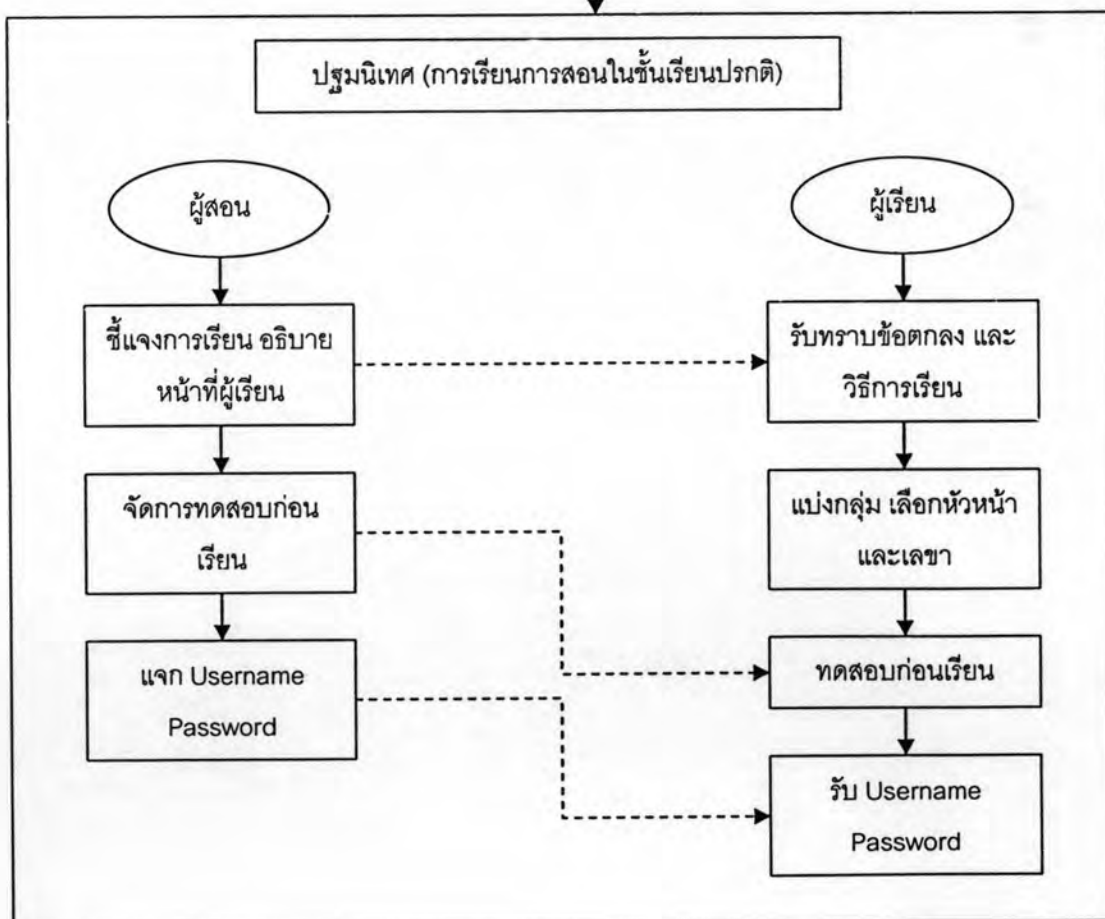 ปฐมนิเทศ (การเรียนการสอนในชั้นเรียนปรกติ)
ผู้สอน
ชี้แจงการเรียน อธิบาย
หน้าที่ผู้เรียน
จัดการทดสอบก่อน
เรียน
แจก Username
Password
ผู้เรียน
รับทราบข้อตกลง และ
วิธีการเรียน
แบ่งกลุ่ม เลือกหัวหน้า
และเลขา
ทดสอบก่อนเรียน
รับ Username
Password